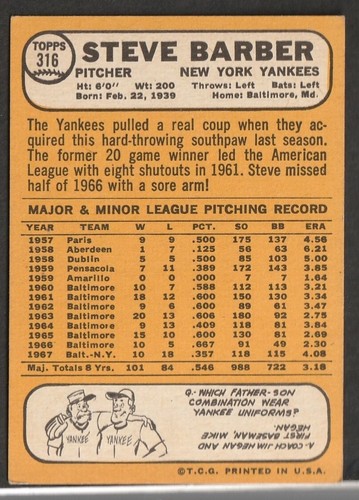 TOPPS
316
STEVE BARBER
PITCHER NEW YORK YANKEES
Ht: 6'0" Wt: 200 Throws: Left Bats: Left
Born: Feb. 22, 1939 Home: Baltimore, Md.
The Yankees pulled a real coup when they ac-
quired this hard-throwing southpaw last season.
The former 20 game winner led the American
League with eight shutouts in 1961. Steve missed
half of 1966 with a sore arm!
MAJOR & MINOR LEAGUE PITCHING RECORD
YEAR TEAM W L PCT. SO BB ERA
1957 Paris 9 9 .500 175 137 4.56
1958 Aberdeen 1 7 .125 56 63 6.21
1958 Dublin 5 5 .500 85 103 5.00
1959 Pensacola 7 11 .389 172 143 3.85
1959 Amarillo 0 0 .000 7 7 1.64
1960 Baltimore 10 7 .588 112 113 3.21
1961 Baltimore 18 12 .600 150 130 3.34
1962 Baltimore 9 6 .600 89 61 3.47
1963 Baltimore 20 13 .606 180 92 2.75
1964 Baltimore 9 13 .409 118 81 3.84
1965 Baltimore 15 10 .600 130 81 2.69
1966 Baltimore 10 5 .667 91 49 2.30
1967 Balt.-N.Y. 10 18 .357 118 115 4.08
Maj. Totals 8 Yrs. 101 84 .546 988 722 3.18
Q- WHICH FATHER-SON
COMBINATION WEAR
YANKEE UNIFORMS?
A. COACH JIM HEGAN AND
FIRST BASEMAN, MIKE
HEGAN.
YANKEE YANKEE
©T.C.G. PRINTED IN U.S.A.